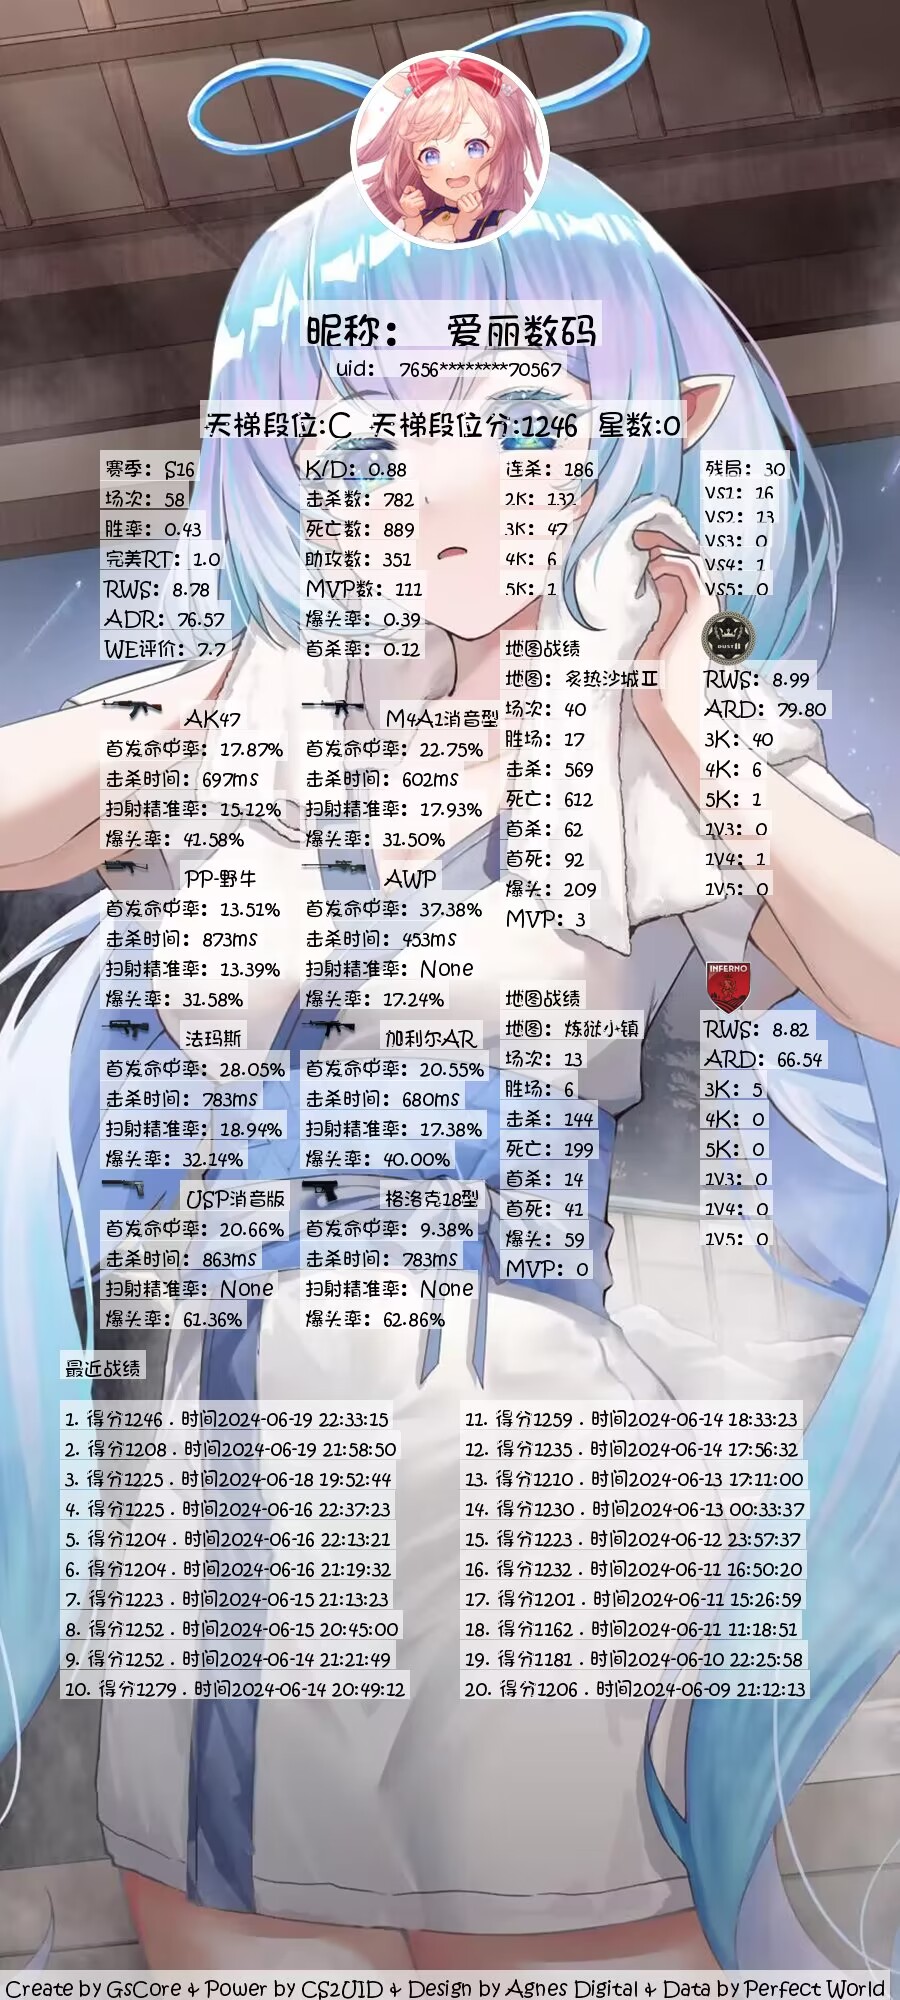 昵称： 爱丽数码
uid： 7656********70567
天梯段位:C 天梯段位分:1246 星数:0
赛季：S16
场次：58
胜率：0.43
完美RT：1.0
RWS：8.78
ADR：76.57
WE评价：7.7
K/D：0.88
击杀数：782
死亡数：889
助攻数：351
MVP数：111
爆头率：0.39
首杀率：0.12
连杀：186
2K：132
3K：47
4K：6
5K：1
残局：30
VS1：16
VS2：13
VS3：0
VS4：1
VS5：0
AK47
首发命中率：17.87%
击杀时间：697ms
扫射精准率：15.12%
爆头率：41.58%
M4A1消音型
首发命中率：22.75%
击杀时间：602ms
扫射精准率：17.93%
爆头率：31.50%
PP-野牛
首发命中率：13.51%
击杀时间：873ms
扫射精准率：13.39%
爆头率：31.58%
AWP
首发命中率：37.38%
击杀时间：453ms
扫射精准率：None
爆头率：17.24%
法玛斯
首发命中率：28.05%
击杀时间：783ms
扫射精准率：18.94%
爆头率：32.14%
伽利尔AR
首发命中率：20.55%
击杀时间：680ms
扫射精准率：17.38%
爆头率：40.00%
USP消音版
首发命中率：20.66%
击杀时间：863ms
扫射精准率：None
爆头率：61.36%
格洛克18型
首发命中率：9.38%
击杀时间：783ms
扫射精准率：None
爆头率：62.86%
地图战绩
地图：炙热沙城Ⅱ
场次：40
胜场：17
击杀：569
死亡：612
首杀：62
首死：92
爆头：209
MVP：3
DUST II
RWS：8.99
ARD：79.80
3K：40
4K：6
5K：1
1V3：0
1V4：1
1V5：0
地图战绩
地图：炼狱小镇
场次：13
胜场：6
击杀：144
死亡：199
首杀：14
首死：41
爆头：59
MVP：0
INFERNO
RWS：8.82
ARD：66.54
3K：5
4K：0
5K：0
1V3：0
1V4：0
1V5：0
最近战绩
1. 得分1246 . 时间2024-06-19 22:33:15
2. 得分1208 . 时间2024-06-19 21:58:50
3. 得分1225 . 时间2024-06-18 19:52:44
4. 得分1225 . 时间2024-06-16 22:37:23
5. 得分1204 . 时间2024-06-16 22:13:21
6. 得分1204 . 时间2024-06-16 21:19:32
7. 得分1223 . 时间2024-06-15 21:13:23
8. 得分1252 . 时间2024-06-15 20:45:00
9. 得分1252 . 时间2024-06-14 21:21:49
10. 得分1279 . 时间2024-06-14 20:49:12
11. 得分1259 . 时间2024-06-14 18:33:23
12. 得分1235 . 时间2024-06-14 17:56:32
13. 得分1210 . 时间2024-06-13 17:11:00
14. 得分1230 . 时间2024-06-13 00:33:37
15. 得分1223 . 时间2024-06-12 23:57:37
16. 得分1232 . 时间2024-06-11 16:50:20
17. 得分1201 . 时间2024-06-11 15:26:59
18. 得分1162 . 时间2024-06-11 11:18:51
19. 得分1181 . 时间2024-06-10 22:25:58
20. 得分1206 . 时间2024-06-09 21:12:13
Create by GsCore & Power by CS2UID & Design by Agnes Digital & Data by Perfect World